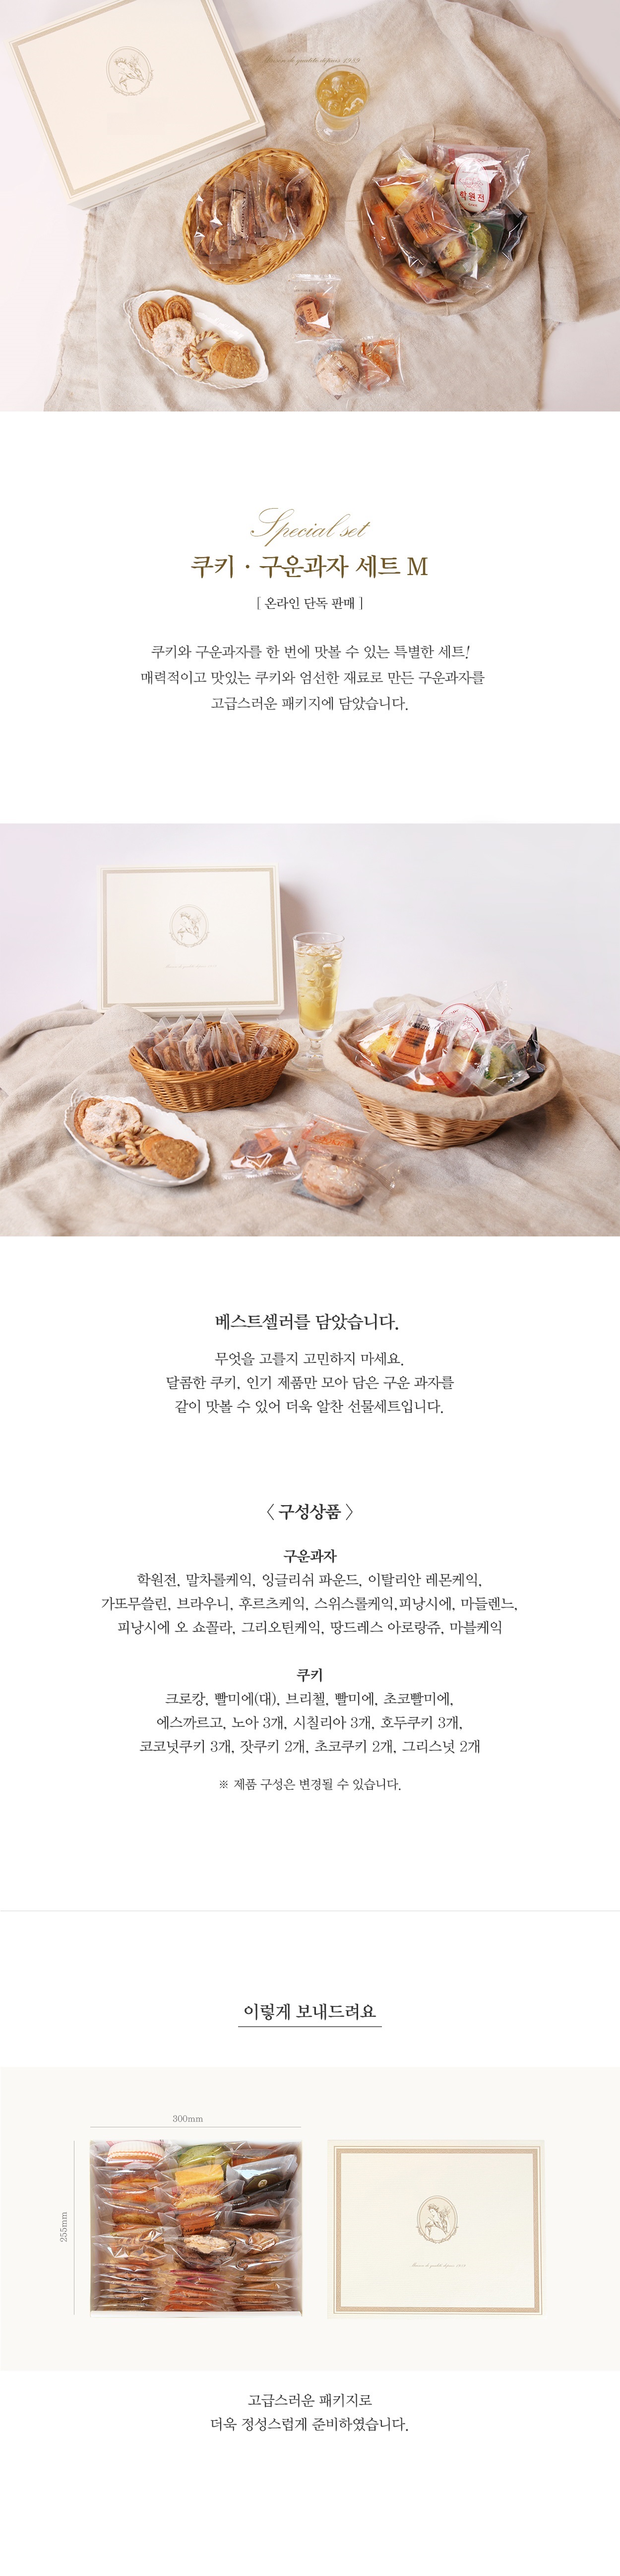 Maison de qualité depuis 1979
학원전
Special set
쿠키 · 구운과자 세트 M
[ 온라인 단독 판매 ]
쿠키와 구운과자를 한 번에 맛볼 수 있는 특별한 세트!
매력적이고 맛있는 쿠키와 엄선한 재료로 만든 구운과자를
고급스러운 패키지에 담았습니다.
베스트셀러를 담았습니다.
무엇을 고를지 고민하지 마세요.
달콤한 쿠키, 인기 제품만 모아 담은 구운 과자를
같이 맛볼 수 있어 더욱 알찬 선물세트입니다.
〈 구성상품 〉
구운과자
학원전, 말차롤케익, 잉글리쉬 파운드, 이탈리안 레몬케익,
가또무쓸린, 브라우니, 후르츠케익, 스위스롤케익,피낭시에, 마들렌느,
피낭시에 오 쇼꼴라, 그리오틴케익, 땅드레스 아로랑쥬, 마블케익
쿠키
크로캉, 빨미에(대), 브리첼, 빨미에, 초코빨미에,
에스까르고, 노아 3개, 시칠리아 3개, 호두쿠키 3개,
코코넛쿠키 3개, 잣쿠키 2개, 초코쿠키 2개, 그리스넛 2개
※ 제품 구성은 변경될 수 있습니다.
이렇게 보내드려요
300mm
255mm
고급스러운 패키지로
더욱 정성스럽게 준비하였습니다.